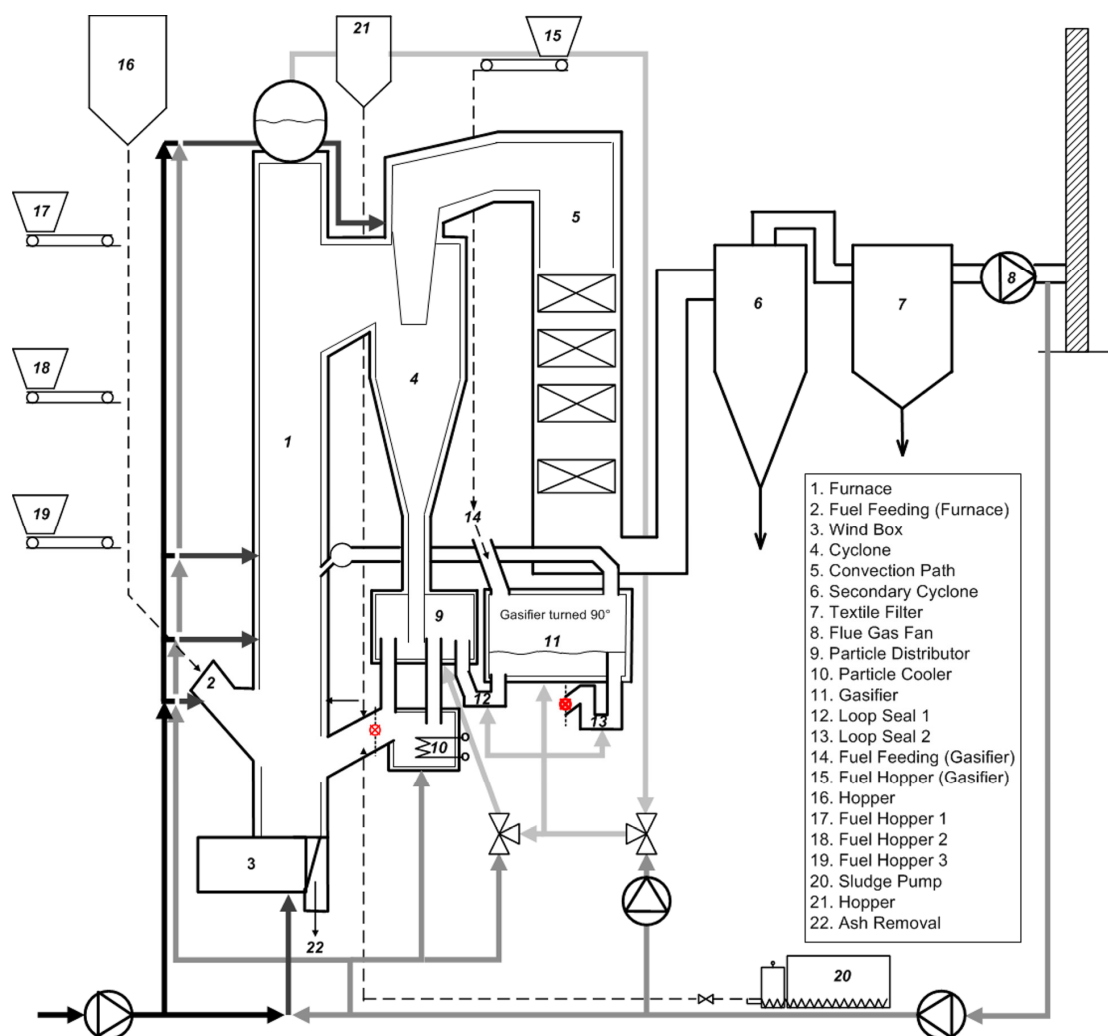 21
15
16
17
5
6
7
8
18
4
1
19
14
Gasifier turned 90°
9
11
2
12
13
10
3
22
20
1. Furnace
2. Fuel Feeding (Furnace)
3. Wind Box
4. Cyclone
5. Convection Path
6. Secondary Cyclone
7. Textile Filter
8. Flue Gas Fan
9. Particle Distributor
10. Particle Cooler
11. Gasifier
12. Loop Seal 1
13. Loop Seal 2
14. Fuel Feeding (Gasifier)
15. Fuel Hopper (Gasifier)
16. Hopper
17. Fuel Hopper 1
18. Fuel Hopper 2
19. Fuel Hopper 3
20. Sludge Pump
21. Hopper
22. Ash Removal